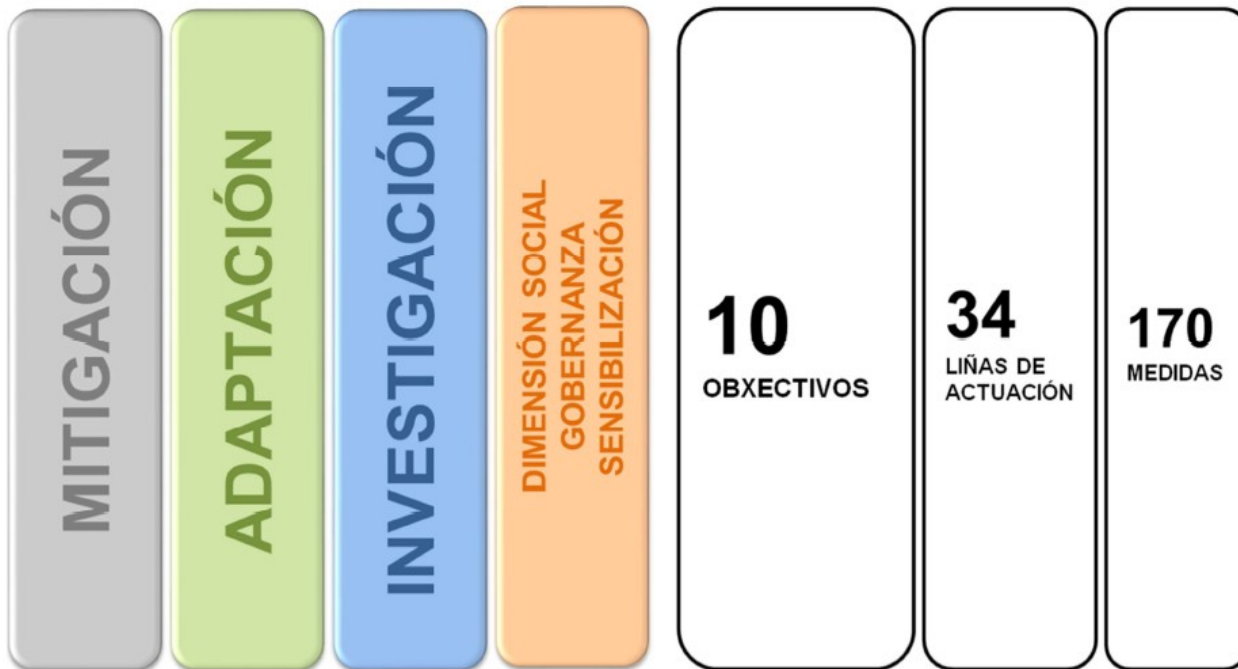 MITIGACIÓN
ADAPTACIÓN
INVESTIGACIÓN
DIMENSIÓN SOCIAL
GOBERNANZA
SENSIBILIZACIÓN
10
OBXECTIVOS
34
LIÑAS DE
ACTUACIÓN
170
MEDIDAS